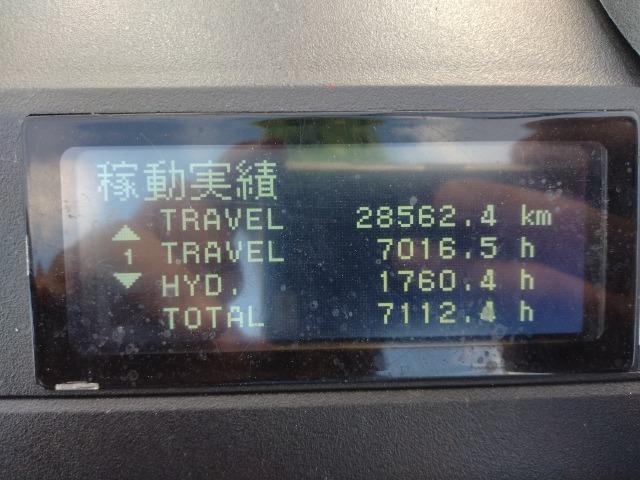 稼動実績
TRAVEL 28562.4 km
1 TRAVEL 7016.5 h
HYD. 1760.4 h
TOTAL 7112.4 h